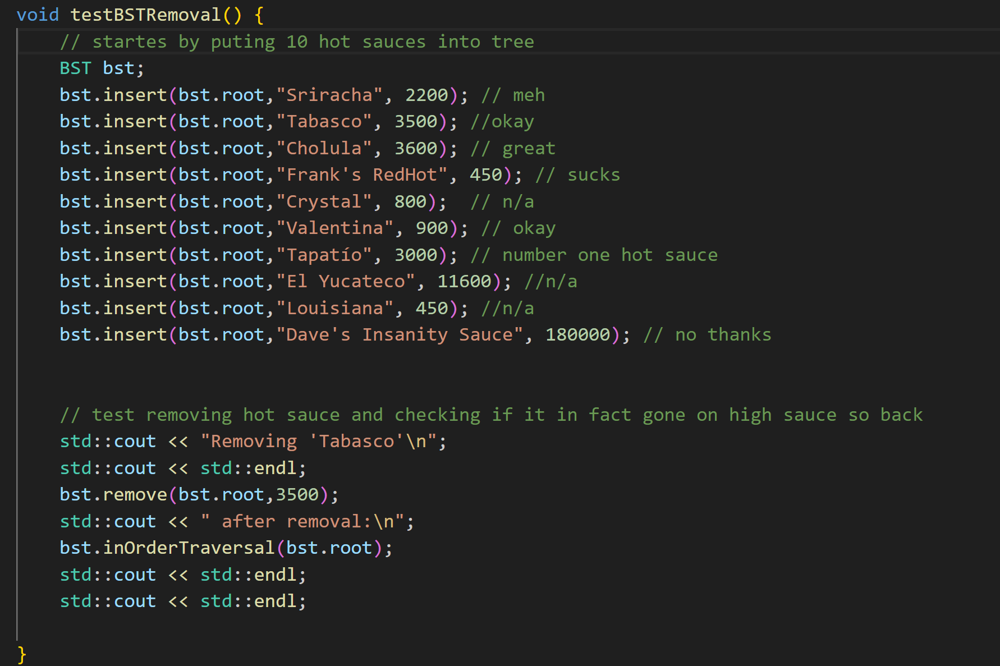 void testBSTRemoval() {
    // startes by puting 10 hot sauces into tree
    BST bst;
    bst.insert(bst.root,"Sriracha", 2200); // meh
    bst.insert(bst.root,"Tabasco", 3500); //okay
    bst.insert(bst.root,"Cholula", 3600); // great
    bst.insert(bst.root,"Frank's RedHot", 450); // sucks
    bst.insert(bst.root,"Crystal", 800);  // n/a
    bst.insert(bst.root,"Valentina", 900); // okay
    bst.insert(bst.root,"Tapatío", 3000); // number one hot sauce
    bst.insert(bst.root,"El Yucateco", 11600); //n/a
    bst.insert(bst.root,"Louisiana", 450); //n/a
    bst.insert(bst.root,"Dave's Insanity Sauce", 180000); // no thanks
    // test removing hot sauce and checking if it in fact gone on high sauce so back
    std::cout << "Removing 'Tabasco'\n";
    std::cout << std::endl;
    bst.remove(bst.root,3500);
    std::cout << " after removal:\n";
    bst.inOrderTraversal(bst.root);
    std::cout << std::endl;
    std::cout << std::endl;
}